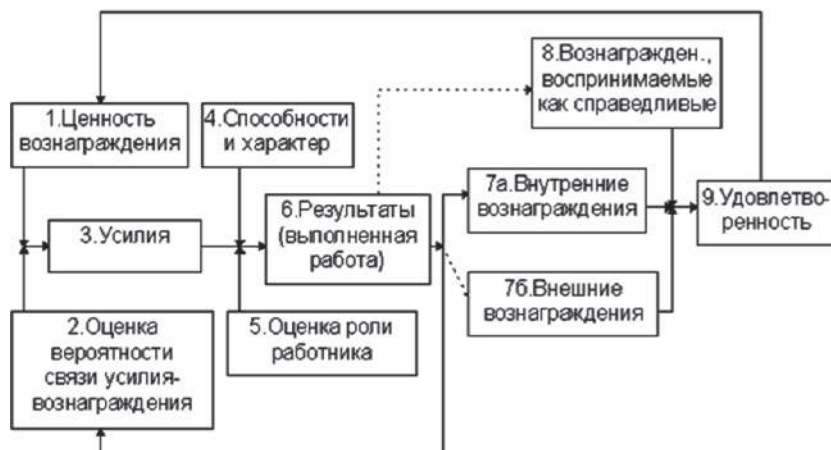 1.Ценность
вознаграждения
2.Оценка
вероятности
связи усилия-
вознаграждения
3.Усилия
4.Способности
и характер
5.Оценка роли
работника
6.Результаты
(выполненная
работа)
7а.Внутренние
вознаграждения
7б.Внешние
вознаграждения
8.Вознагражден.,
воспринимаемые
как справедливые
9.Удовлетво-
ренность